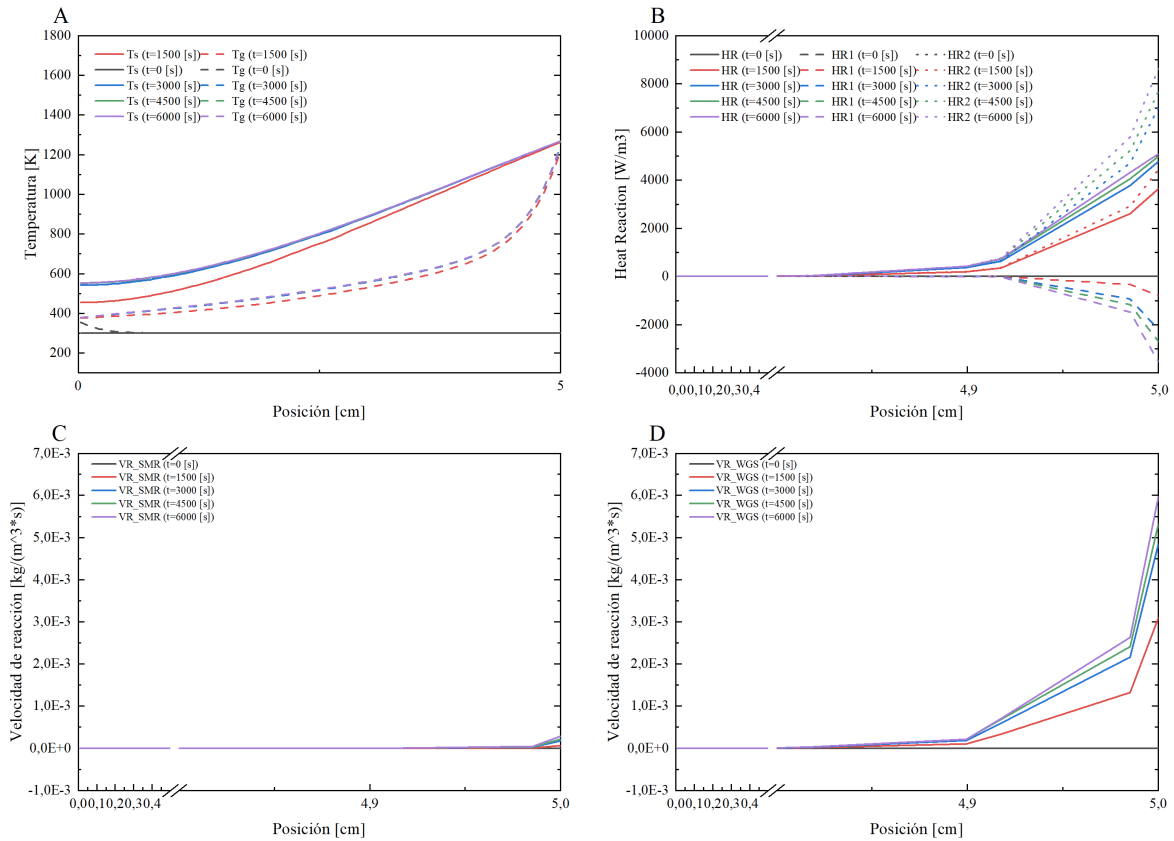 A
1800
1600
1400
1200
1000
800
600
400
200
Temperatura [K]
Ts (t=1500 [s]) Tg (t=1500 [s])
Ts (t=0 [s]) Tg (t=0 [s])
Ts (t=3000 [s]) Tg (t=3000 [s])
Ts (t=4500 [s]) Tg (t=4500 [s])
Ts (t=6000 [s]) Tg (t=6000 [s])
0 5
Posición [cm]
B
10000
8000
6000
4000
2000
0
-2000
-4000
Heat Reaction [W/m3]
HR (t=0 [s]) HR1 (t=0 [s]) HR2 (t=0 [s])
HR (t=1500 [s]) HR1 (t=1500 [s]) HR2 (t=1500 [s])
HR (t=3000 [s]) HR1 (t=3000 [s]) HR2 (t=3000 [s])
HR (t=4500 [s]) HR1 (t=4500 [s]) HR2 (t=4500 [s])
HR (t=6000 [s]) HR1 (t=6000 [s]) HR2 (t=6000 [s])
0,00,10,20,30,4 4,9 5,0
Posición [cm]
C
7,0E-3
6,0E-3
5,0E-3
4,0E-3
3,0E-3
2,0E-3
1,0E-3
0,0E+0
-1,0E-3
Velocidad de reacción [kg/(m^3*s)]
VR_SMR (t=0 [s])
VR_SMR (t=1500 [s])
VR_SMR (t=3000 [s])
VR_SMR (t=4500 [s])
VR_SMR (t=6000 [s])
0,00,10,20,30,4 4,9 5,0
Posición [cm]
D
7,0E-3
6,0E-3
5,0E-3
4,0E-3
3,0E-3
2,0E-3
1,0E-3
0,0E+0
-1,0E-3
Velocidad de reacción [kg/(m^3*s)]
VR_WGS (t=0 [s])
VR_WGS (t=1500 [s])
VR_WGS (t=3000 [s])
VR_WGS (t=4500 [s])
VR_WGS (t=6000 [s])
0,00,10,20,30,4 4,9 5,0
Posición [cm]